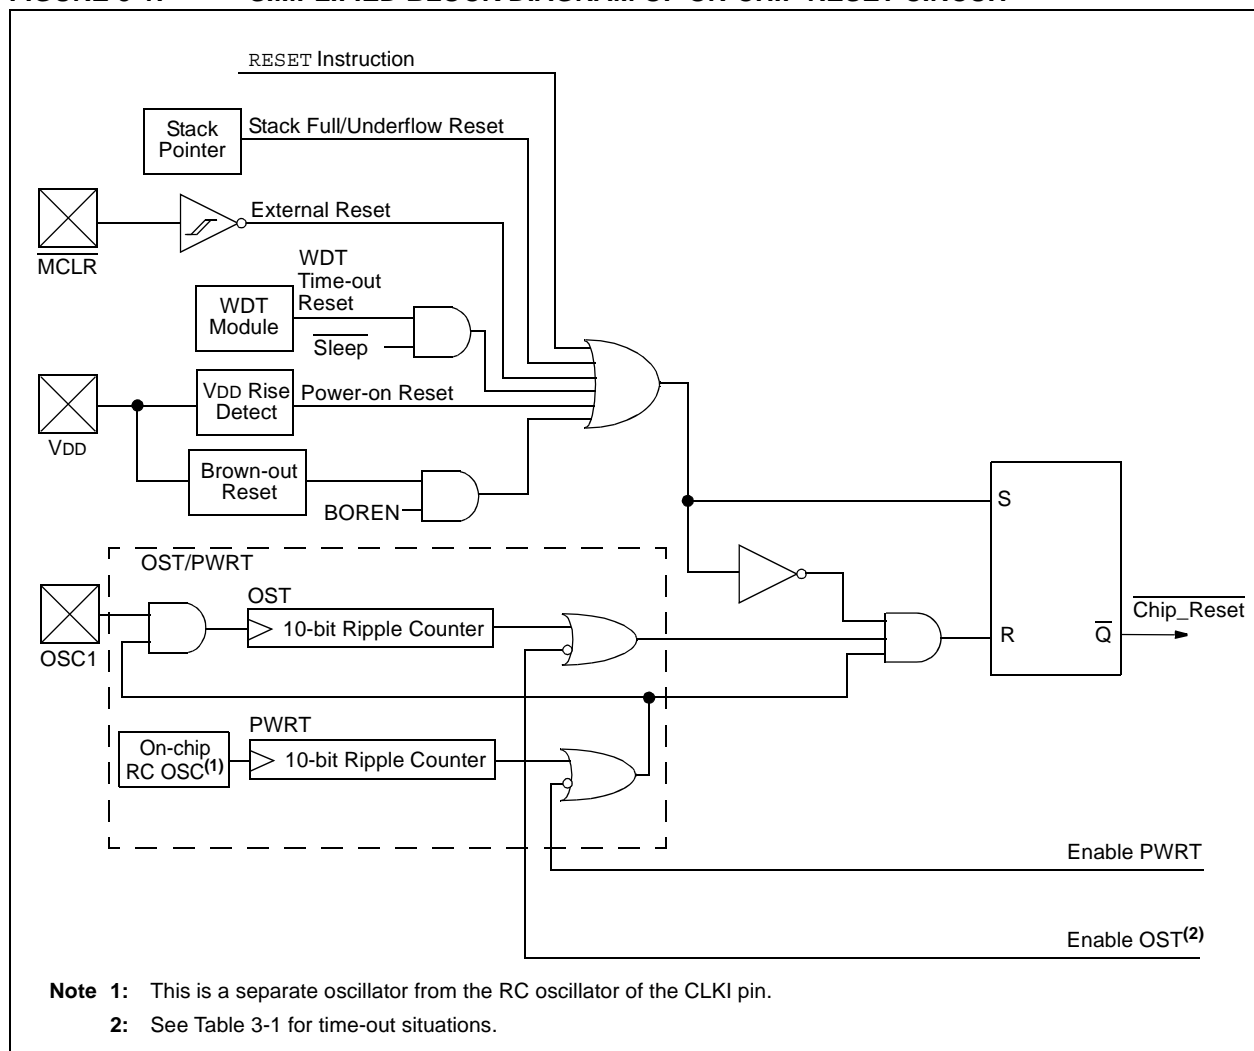 RESET Instruction
Stack
Pointer
Stack Full/Underflow Reset
External Reset
MCLR
WDT
Time-out
Reset
WDT
Module
Sleep
VDD Rise
Detect
Power-on Reset
VDD
Brown-out
Reset
BOREN
S
OST/PWRT
OST
10-bit Ripple Counter
OSC1
Chip_Reset
R
Q
PWRT
On-chip
RC OSC(1)
10-bit Ripple Counter
Enable PWRT
Enable OST(2)
Note 1: This is a separate oscillator from the RC oscillator of the CLKI pin.
2: See Table 3-1 for time-out situations.